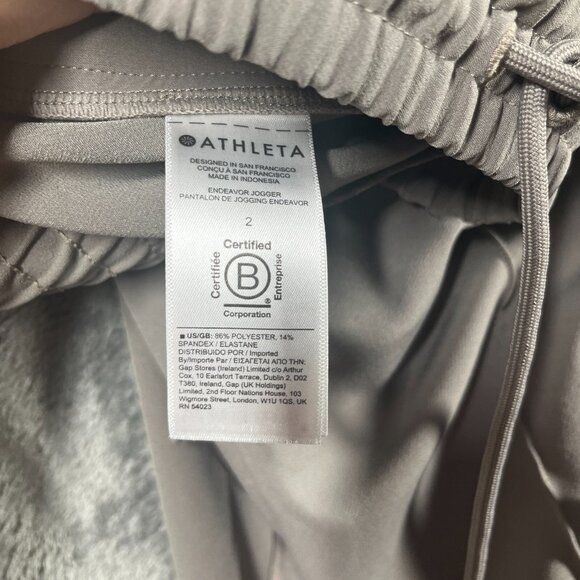 ATHLETA
DESIGNED IN SAN FRANCISCO
CONÇU À SAN FRANCISCO
MADE IN INDONESIA
ENDEAVOR JOGGER
PANTALON DE JOGGING ENDEAVOR
2
Certified
Certifiée
B
Entreprise
Corporation
US/GB: 86% POLYESTER, 14%
SPANDEX / ELASTANE
DISTRIBUIDO POR / Imported
By/Importe Par / ΕΙΣΑΓΕΤΑΙ ΑΠΟ ΤΗΝ:
Gap Stores (Ireland) Limited c/o Arthur
Cox, 10 Earlsfort Terrace, Dublin 2, D02
T380, Ireland, Gap (UK Holdings)
Limited, 2nd Floor Nations House, 103
Wigmore Street, London, W1U 1QS, UK
RN 54023